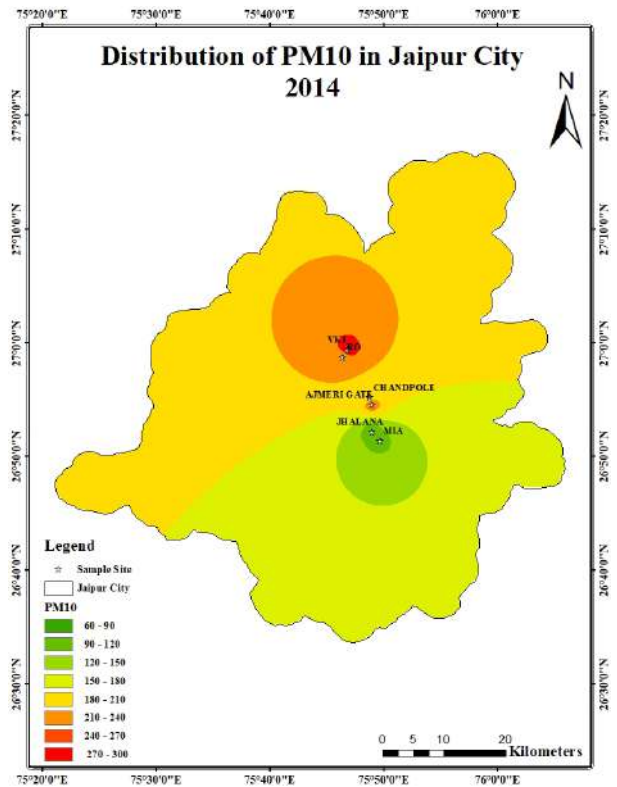 75°20'0"E 75°30'0"E 75°40'0"E 75°50'0"E 76°0'0"E
Distribution of PM10 in Jaipur City
2014
N
27°20'0"N 27°20'0"N
27°10'0"N 27°10'0"N
27°0'0"N 27°0'0"N
RO
CHANDPOLE
AJMERI GATE
JHALANA
MIA
26°50'0"N 26°50'0"N
Legend
Sample Site
Jaipur City
PM10
60 - 90
90 - 120
120 - 150
150 - 180
180 - 210
210 - 240
240 - 270
270 - 300
26°40'0"N 26°40'0"N
26°30'0"N 26°30'0"N
0 5 10 20
Kilometers
75°20'0"E 75°30'0"E 75°40'0"E 75°50'0"E 76°0'0"E